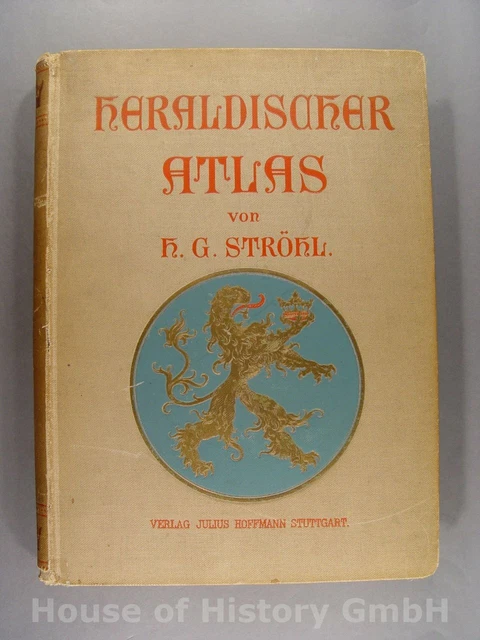 HERALDISCHER
ATLAS
VON
H. G. STRÖHL.
VERLAG JULIUS HOFFMANN STUTTGART.
House of History GmbH